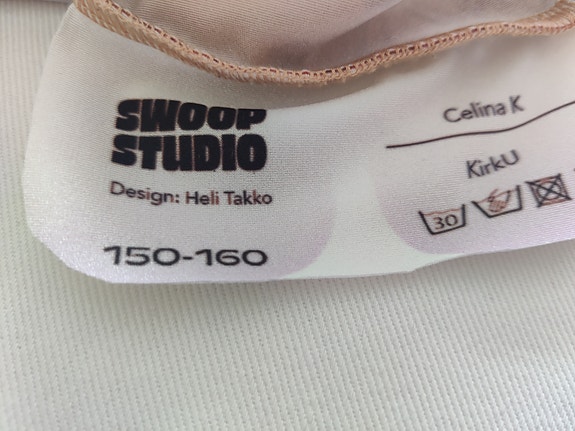 SWOOP
STUDIO
Design: Heli Takko
150-160
Celina K
KirkU
30